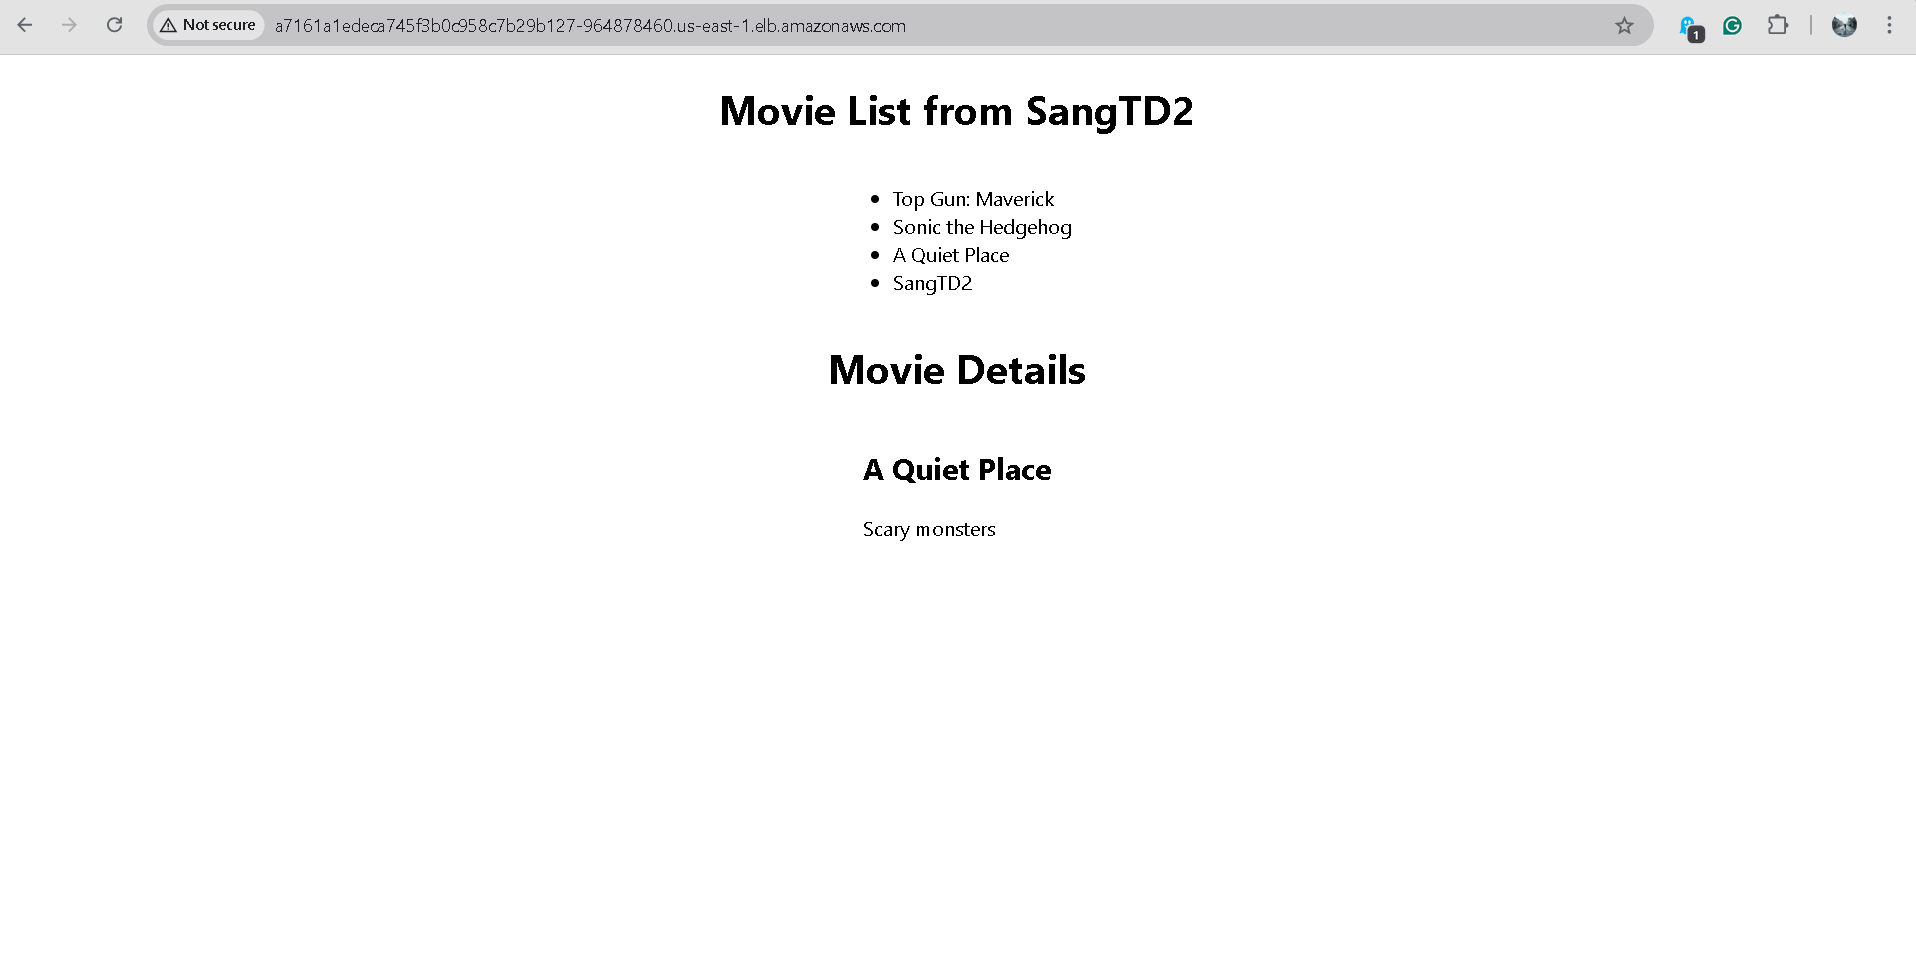 Not secure
a7161a1edeca745f3b0c958c7b29b127-964878460.us-east-1.elb.amazonaws.com
1
Movie List from SangTD2
Top Gun: Maverick
Sonic the Hedgehog
A Quiet Place
SangTD2
Movie Details
A Quiet Place
Scary monsters